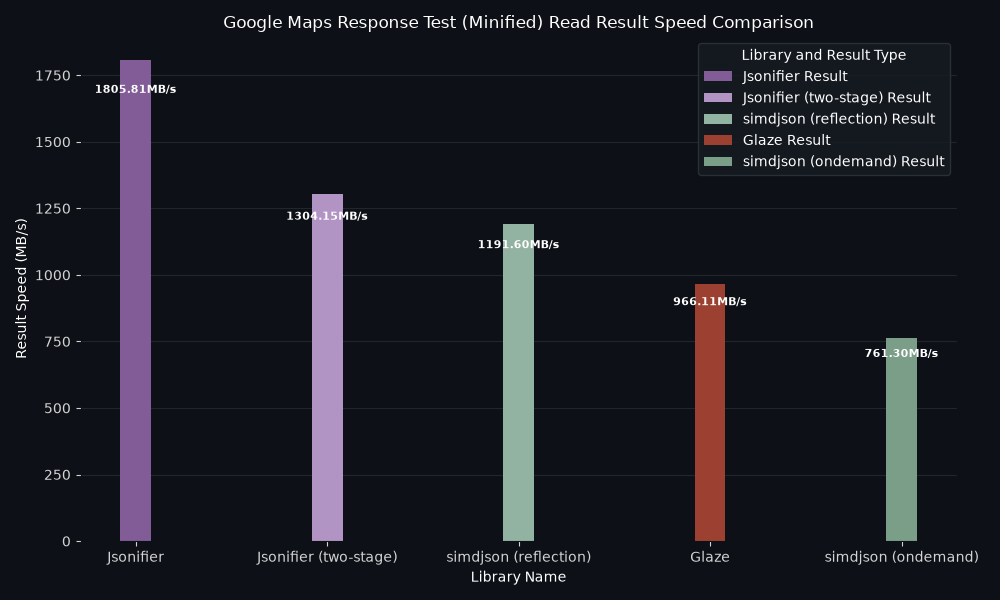 Google Maps Response Test (Minified) Read Result Speed Comparison
Library and Result Type
Jsonifier Result
Jsonifier (two-stage) Result
simdjson (reflection) Result
Glaze Result
simdjson (ondemand) Result
Result Speed (MB/s)
1750
1500
1250
1000
750
500
250
0
1805.81MB/s
1304.15MB/s
1191.60MB/s
966.11MB/s
761.30MB/s
Jsonifier
Jsonifier (two-stage)
simdjson (reflection)
Glaze
simdjson (ondemand)
Library Name